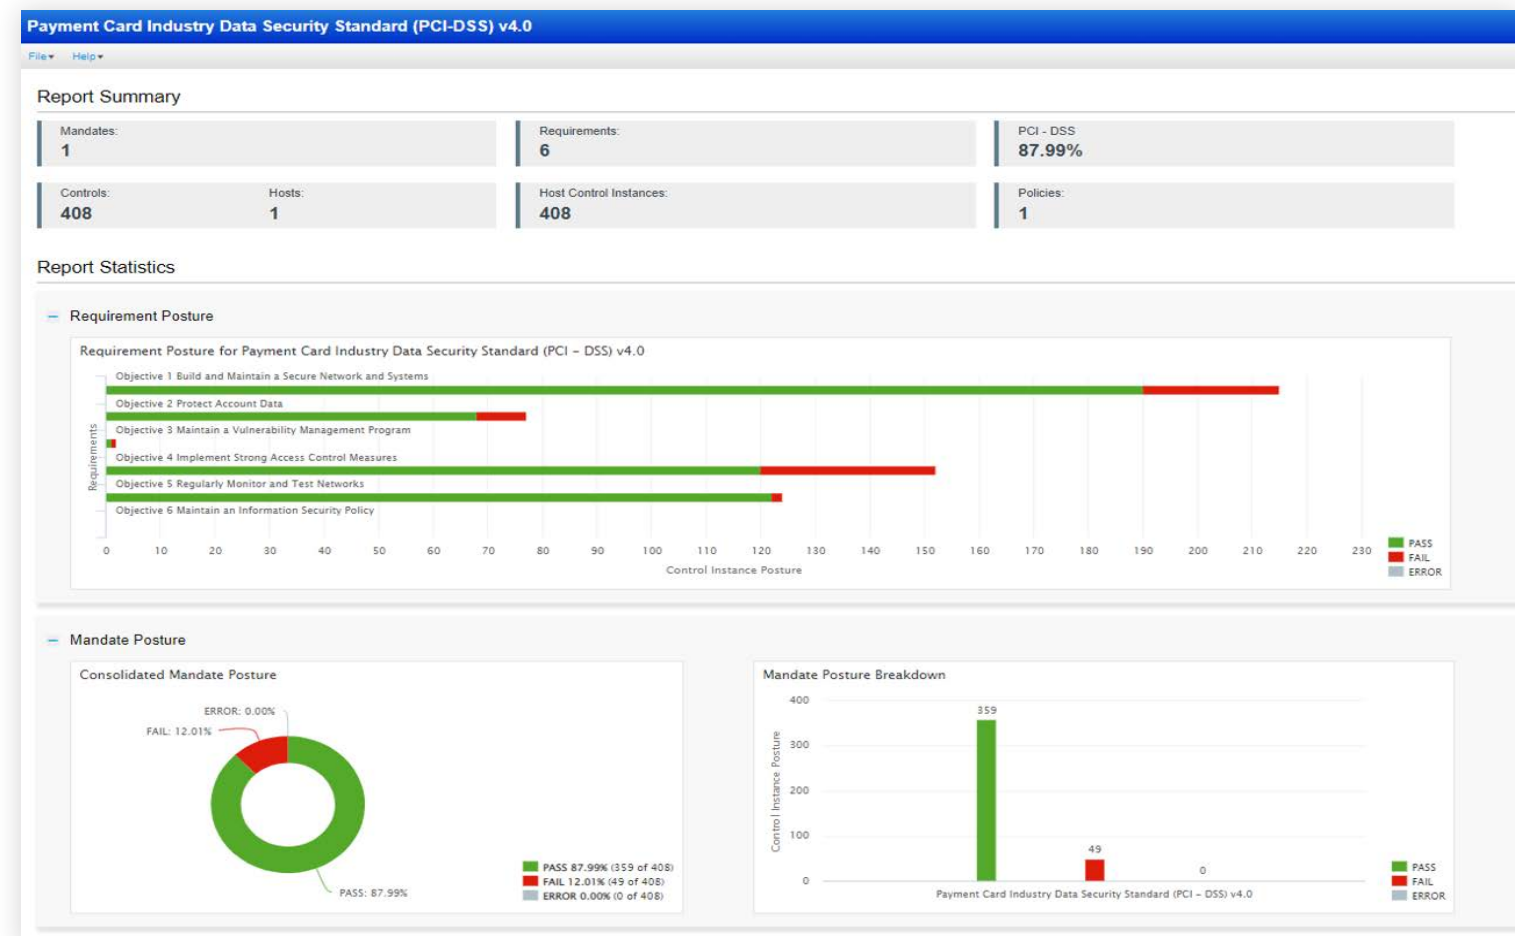 Payment Card Industry Data Security Standard (PCI-DSS) v4.0
File Help
Report Summary
Mandates:
1
Requirements:
6
PCI - DSS
87.99%
Controls:
408
Hosts:
1
Host Control Instances:
408
Policies:
1
Report Statistics
Requirement Posture
Requirement Posture for Payment Card Industry Data Security Standard (PCI – DSS) v4.0
Requirements
Objective 1 Build and Maintain a Secure Network and Systems
Objective 2 Protect Account Data
Objective 3 Maintain a Vulnerability Management Program
Objective 4 Implement Strong Access Control Measures
Objective 5 Regularly Monitor and Test Networks
Objective 6 Maintain an Information Security Policy
0 10 20 30 40 50 60 70 80 90 100 110 120 130 140 150 160 170 180 190 200 210 220 230
Control Instance Posture
PASS
FAIL
ERROR
Mandate Posture
Consolidated Mandate Posture
ERROR: 0.00%
FAIL: 12.01%
PASS: 87.99%
PASS 87.99% (359 of 408)
FAIL 12.01% (49 of 408)
ERROR 0.00% (0 of 408)
Mandate Posture Breakdown
Control Instance Posture
400
300
200
100
0
359
49
0
Payment Card Industry Data Security Standard (PCI – DSS) v4.0
PASS
FAIL
ERROR